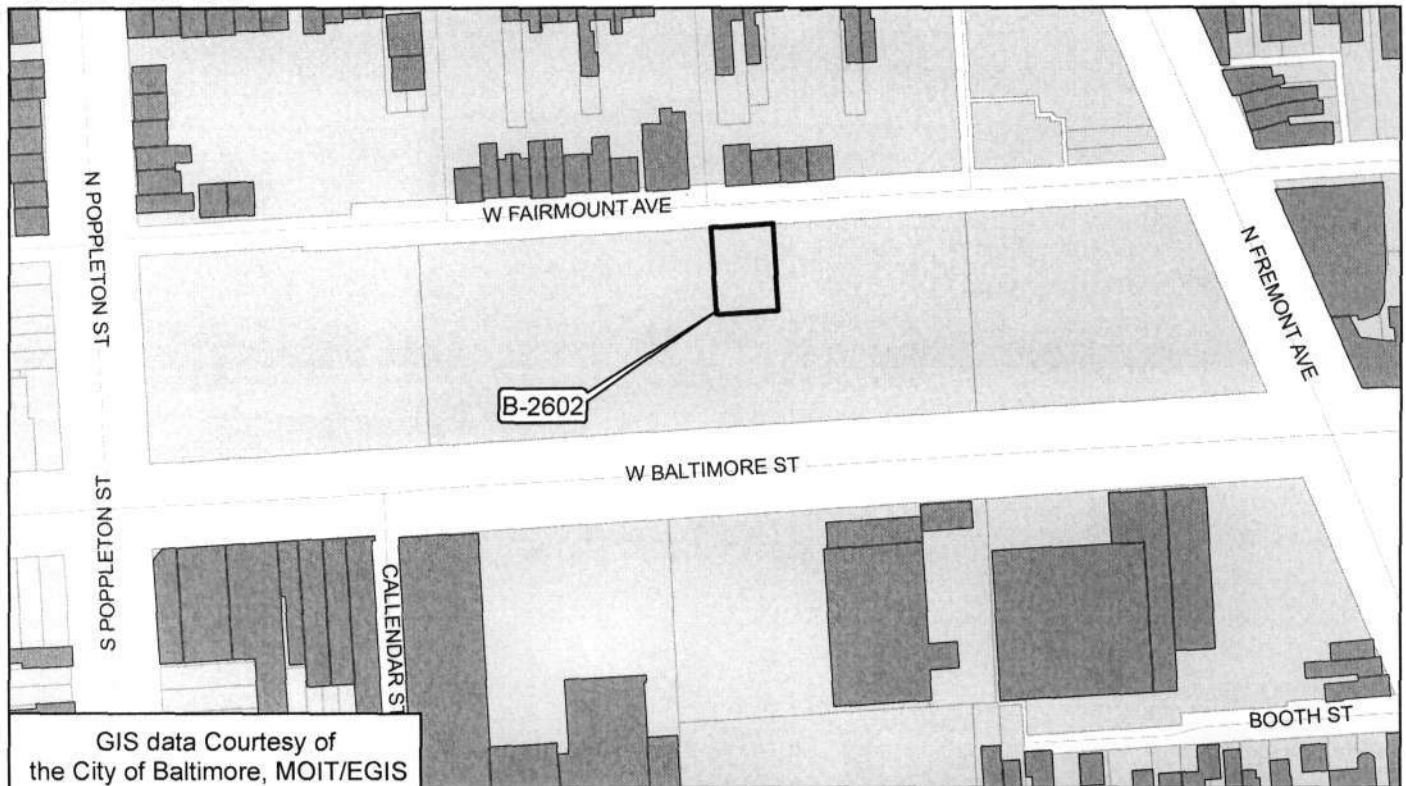 N POPPLETON ST
W FAIRMOUNT AVE
N FREMONT AVE
B-2602
W BALTIMORE ST
S POPPLETON ST
CALLENDAR ST
BOOTH ST
GIS data Courtesy of
the City of Baltimore, MOIT/EGIS